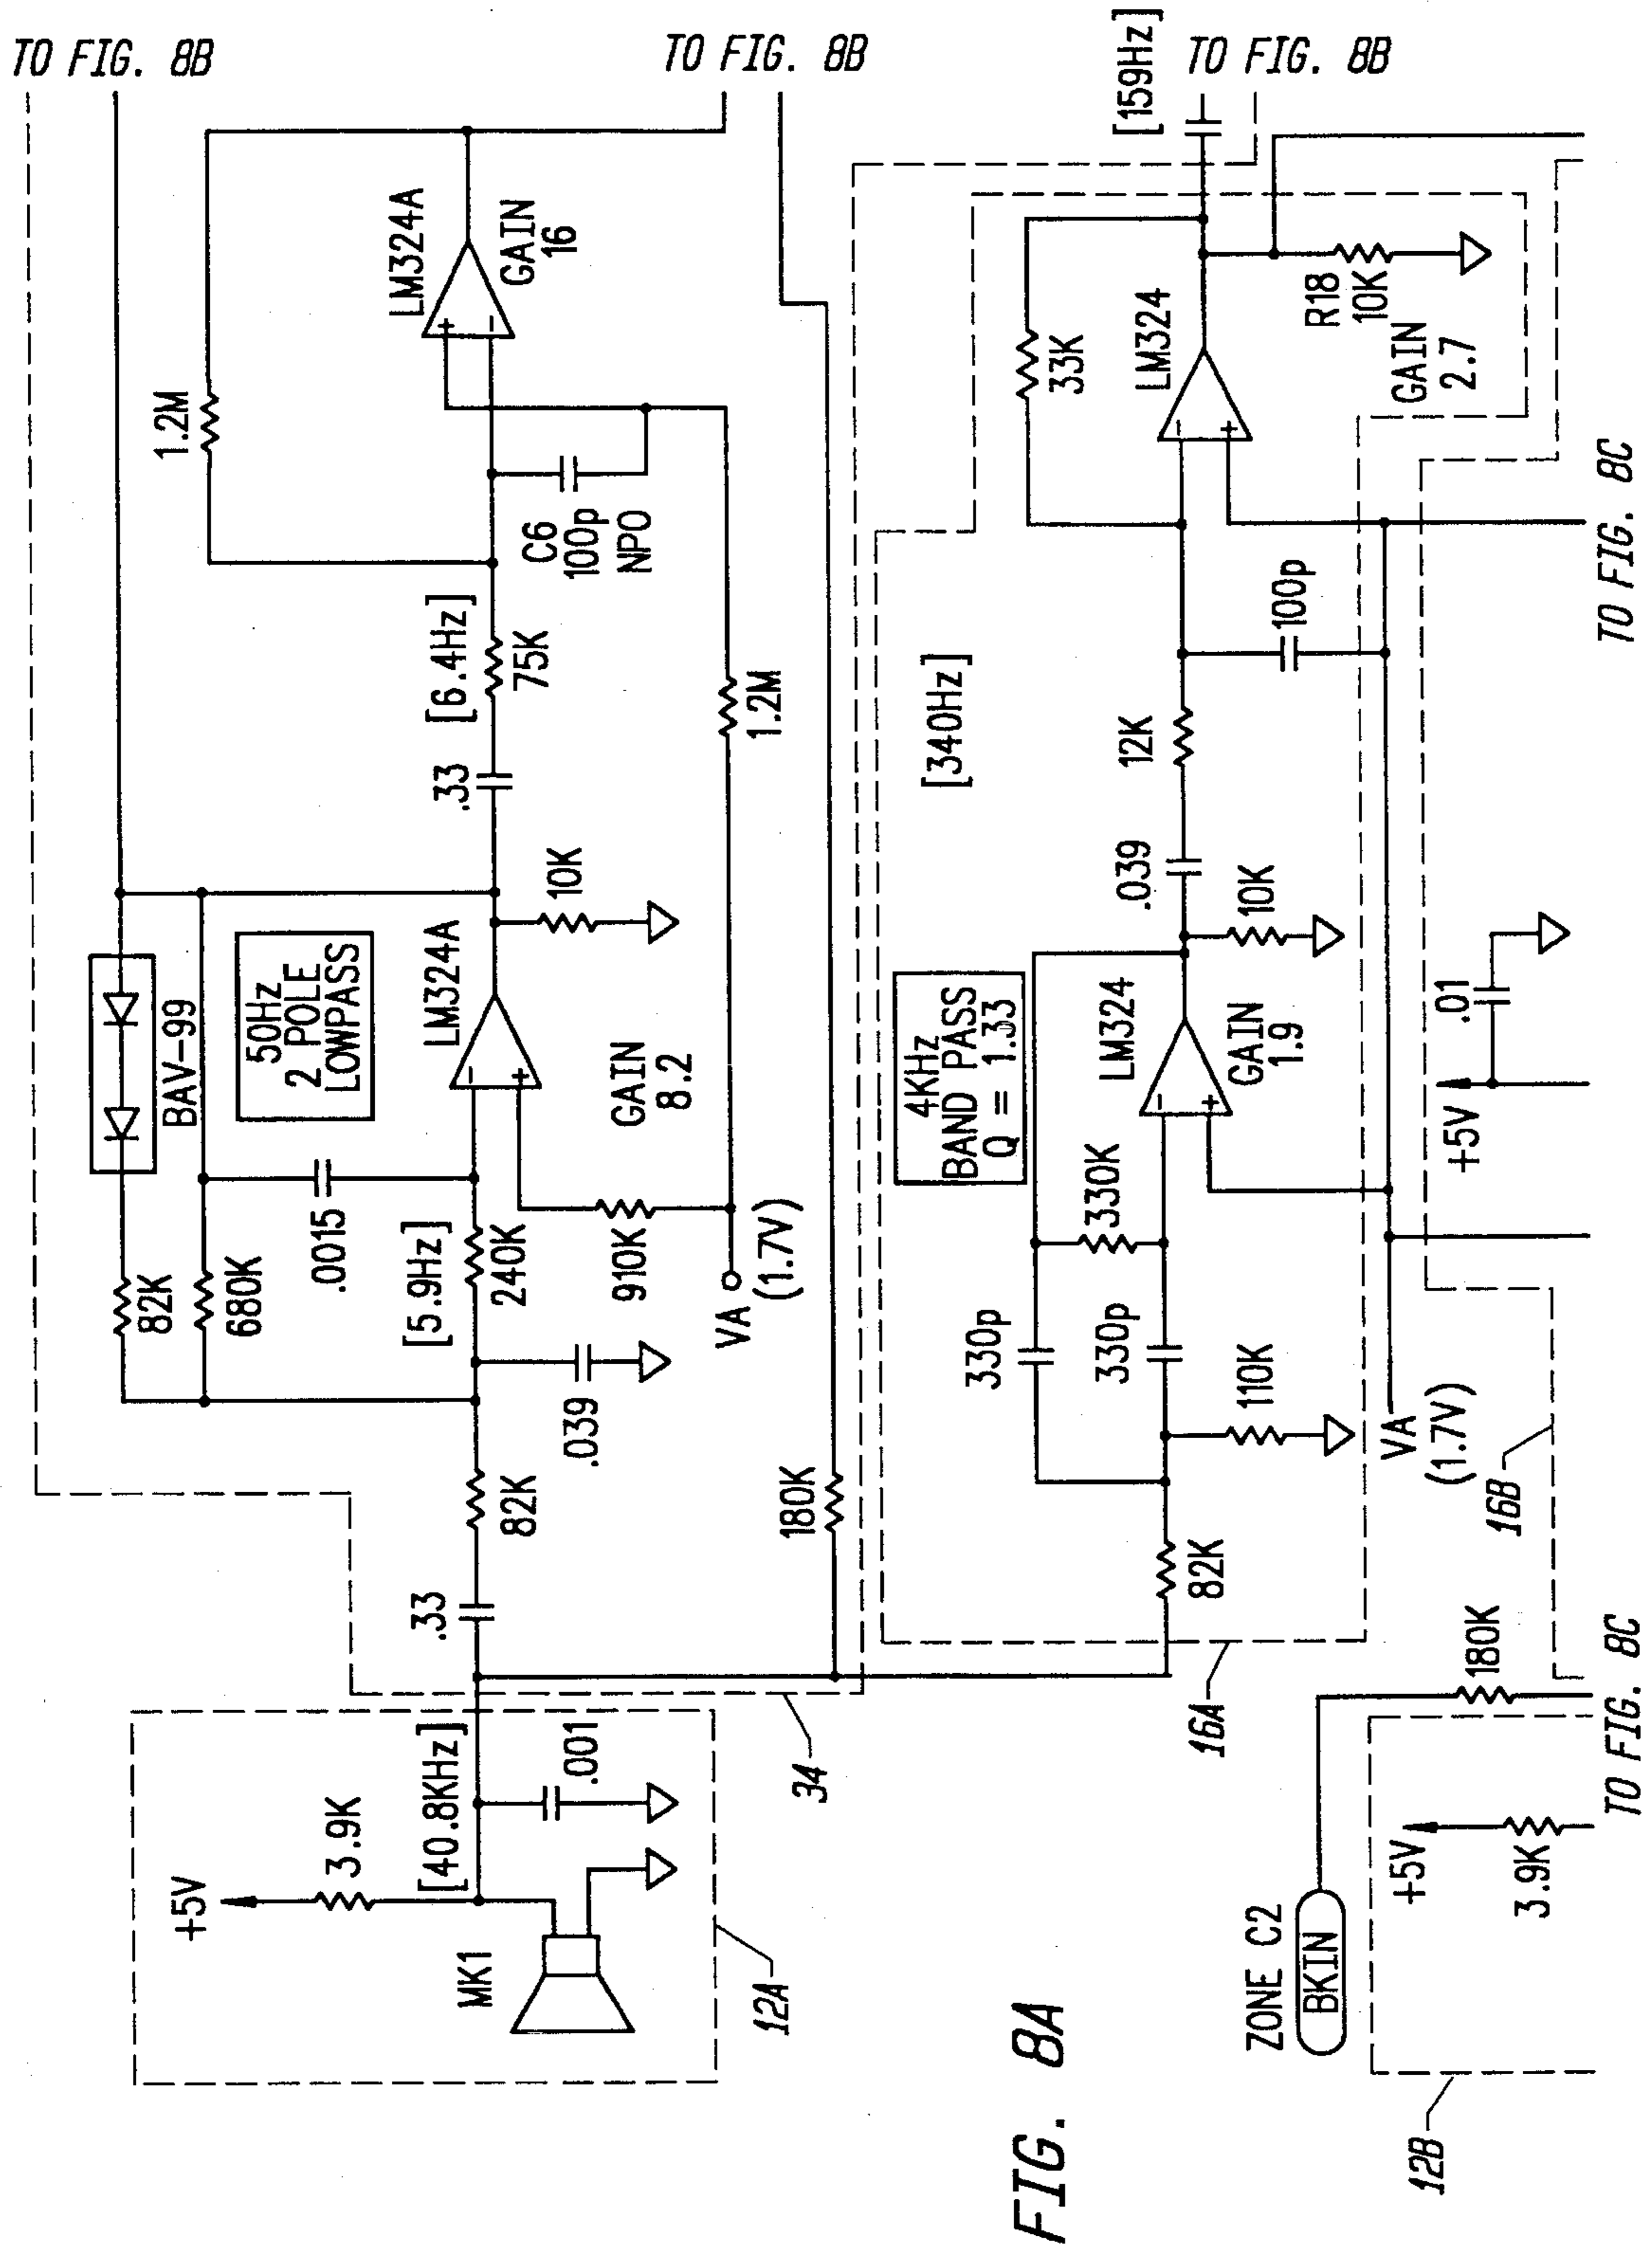 TO FIG. 8B
TO FIG. 8B
TO FIG. 8B
[159Hz]
1.2M
LM324A
GAIN
16
C6
100p
NPO
[6.4Hz]
75K
.33
1.2M
BAV-99
50Hz
2 POLE
LOWPASS
LM324A
10K
GAIN
8.2
82K
680K
.0015
[5.9Hz]
240K
910K
VA
(1.7V)
.039
82K
.33
180K
34
+5V
3.9K
[40.8KHz]
.001
MK1
12A
33K
LM324
R18
10K
GAIN
2.7
[340Hz]
100p
12K
.039
10K
4KHz
BAND PASS
Q = 1.33
LM324
GAIN
1.9
330K
330p
330p
110K
82K
16A
VA
(1.7V)
16B
+5V
.01
TO FIG. 8C
180K
TO FIG. 8C
ZONE C2
BKIN
+5V
3.9K
12B
FIG. 8A